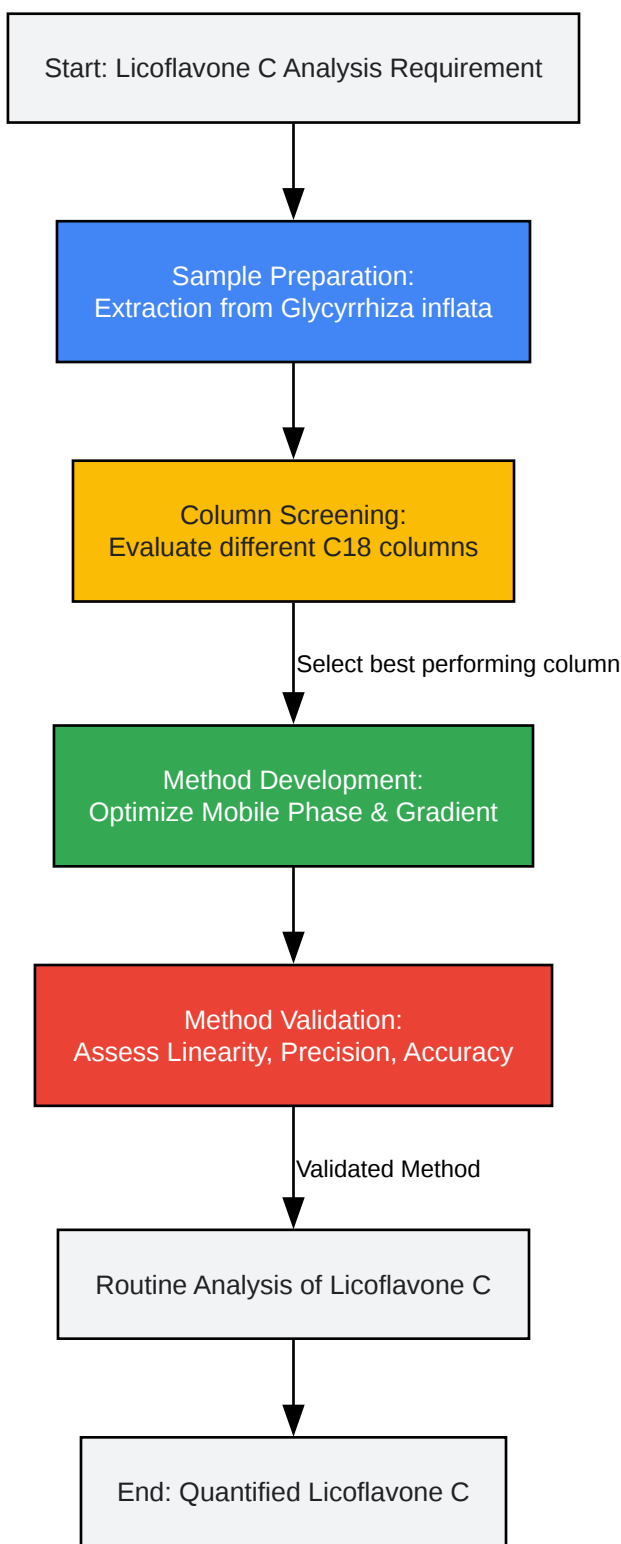 Start: Licoflavone C Analysis Requirement
Sample Preparation:
Extraction from Glycyrrhiza inflata
Column Screening:
Evaluate different C18 columns
Select best performing column
Method Development:
Optimize Mobile Phase & Gradient
Method Validation:
Assess Linearity, Precision, Accuracy
Validated Method
Routine Analysis of Licoflavone C
End: Quantified Licoflavone C